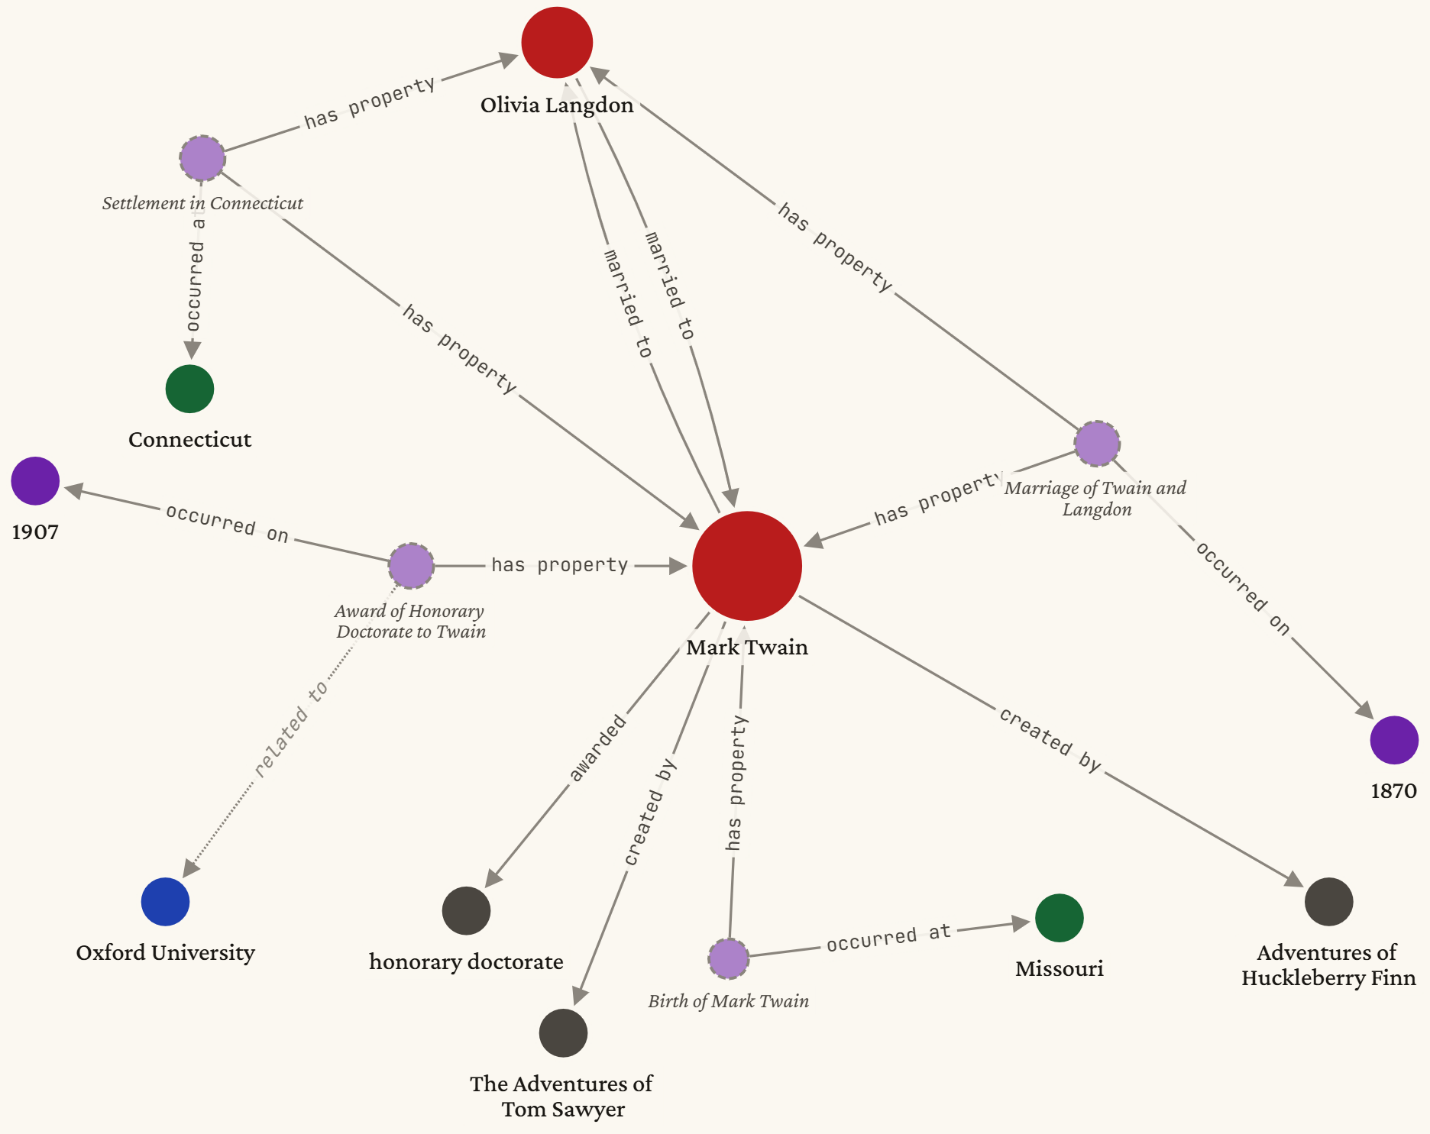 Olivia Langdon
has property
Settlement in Connecticut
occurred at
has property
married to
married to
has property
Connecticut
1907
occurred on
has property
Award of Honorary
Doctorate to Twain
has property
Marriage of Twain and
Langdon
occurred on
Mark Twain
related to
awarded
created by
has property
created by
1870
Oxford University
honorary doctorate
occurred at
Missouri
Adventures of
Huckleberry Finn
Birth of Mark Twain
The Adventures of
Tom Sawyer